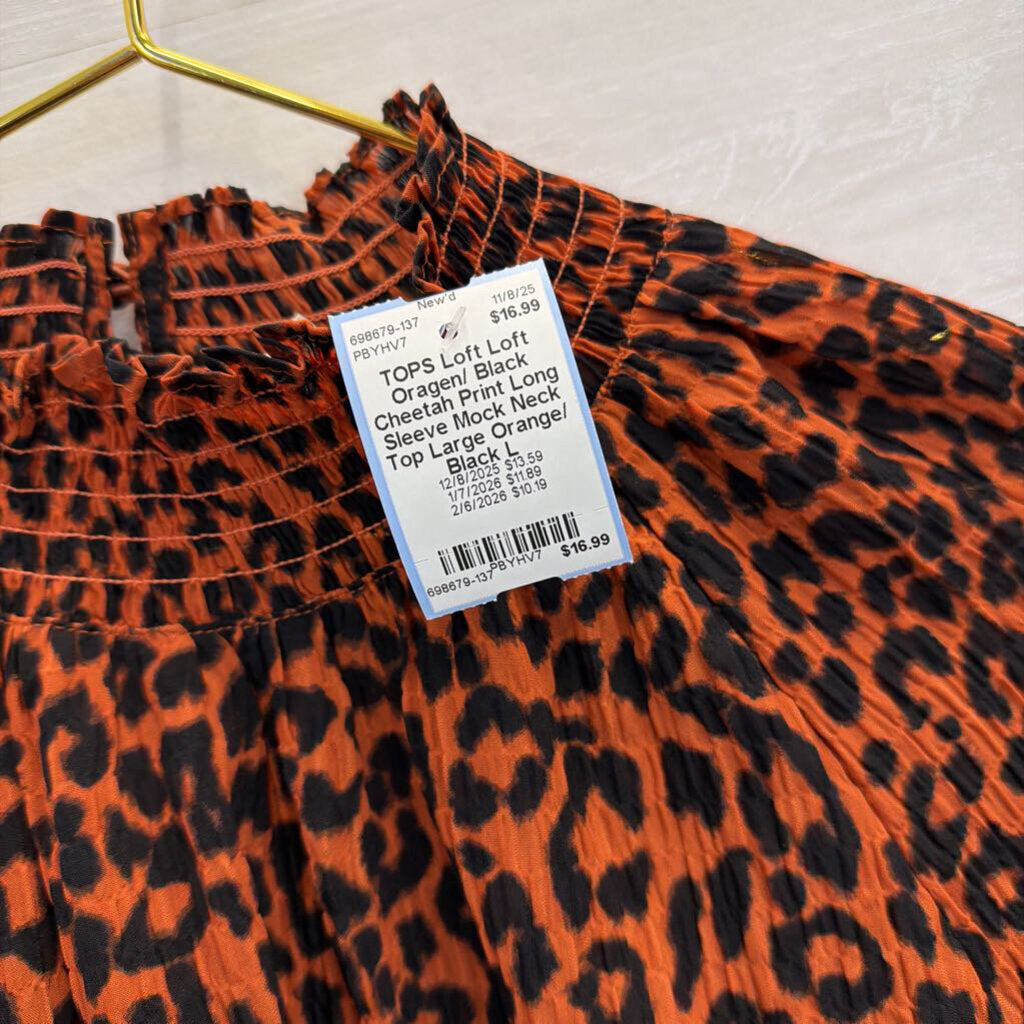 New'd
698679-137
11/8/25
PBYHV7
$16.99
TOPS Loft Loft
Oragen/ Black
Cheetah Print Long
Sleeve Mock Neck
Top Large Orange/
Black L
12/8/2025 $13.59
1/7/2026 $11.89
2/6/2026 $10.19
698679-137 PBYHV7 $16.99